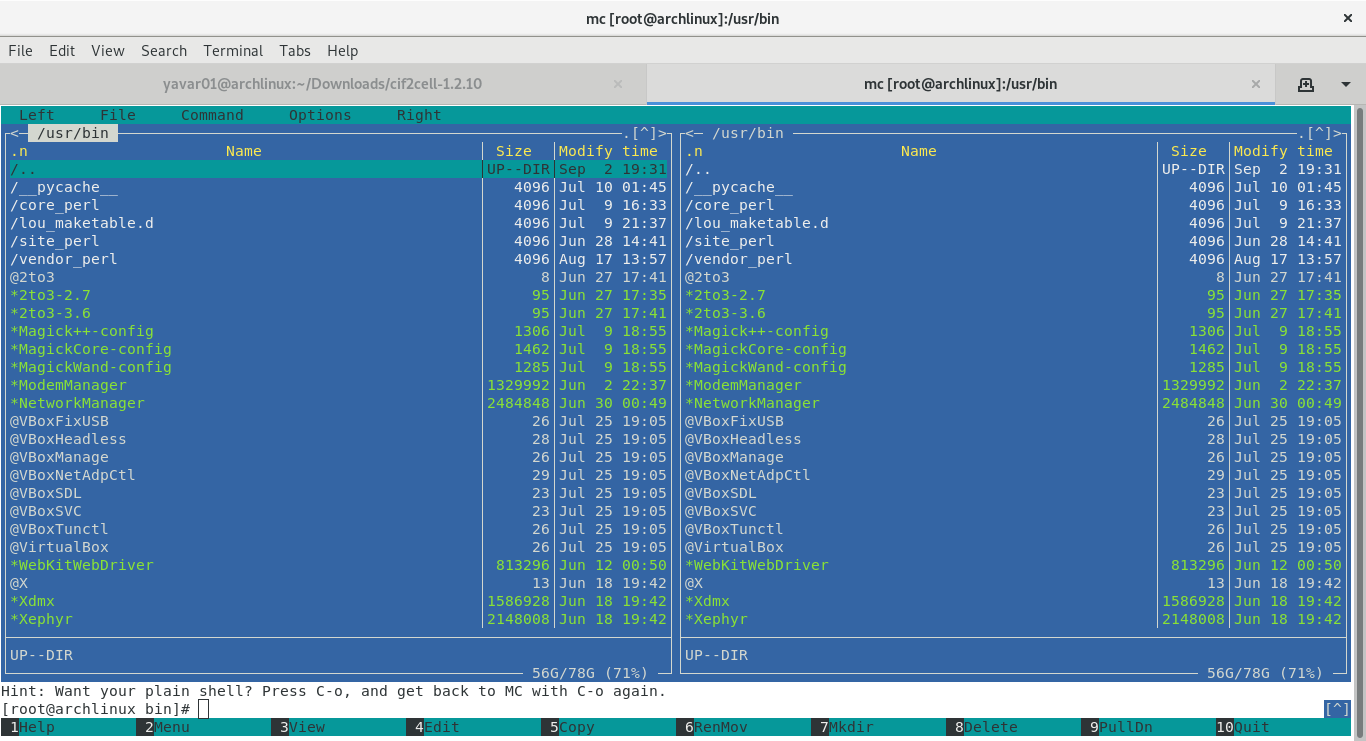 mc [root@archlinux]:/usr/bin ×
File Edit View Search Terminal Tabs Help
yavar01@archlinux:~/Downloads/cif2cell-1.2.10 × mc [root@archlinux]:/usr/bin ×
Left File Command Options Right
<─ /usr/bin .[^]> <─ /usr/bin .[^]>
.n Name Size Modify time .n Name Size Modify time
/.. UP--DIR Sep 2 19:31 /.. UP--DIR Sep 2 19:31
/__pycache__ 4096 Jul 10 01:45 /__pycache__ 4096 Jul 10 01:45
/core_perl 4096 Jul 9 16:33 /core_perl 4096 Jul 9 16:33
/lou_maketable.d 4096 Jul 9 21:37 /lou_maketable.d 4096 Jul 9 21:37
/site_perl 4096 Jun 28 14:41 /site_perl 4096 Jun 28 14:41
/vendor_perl 4096 Aug 17 13:57 /vendor_perl 4096 Aug 17 13:57
@2to3 8 Jun 27 17:41 @2to3 8 Jun 27 17:41
*2to3-2.7 95 Jun 27 17:35 *2to3-2.7 95 Jun 27 17:35
*2to3-3.6 95 Jun 27 17:41 *2to3-3.6 95 Jun 27 17:41
*Magick++-config 1306 Jul 9 18:55 *Magick++-config 1306 Jul 9 18:55
*MagickCore-config 1462 Jul 9 18:55 *MagickCore-config 1462 Jul 9 18:55
*MagickWand-config 1285 Jul 9 18:55 *MagickWand-config 1285 Jul 9 18:55
*ModemManager 1329992 Jun 2 22:37 *ModemManager 1329992 Jun 2 22:37
*NetworkManager 2484848 Jun 30 00:49 *NetworkManager 2484848 Jun 30 00:49
@VBoxFixUSB 26 Jul 25 19:05 @VBoxFixUSB 26 Jul 25 19:05
@VBoxHeadless 28 Jul 25 19:05 @VBoxHeadless 28 Jul 25 19:05
@VBoxManage 26 Jul 25 19:05 @VBoxManage 26 Jul 25 19:05
@VBoxNetAdpCtl 29 Jul 25 19:05 @VBoxNetAdpCtl 29 Jul 25 19:05
@VBoxSDL 23 Jul 25 19:05 @VBoxSDL 23 Jul 25 19:05
@VBoxSVC 23 Jul 25 19:05 @VBoxSVC 23 Jul 25 19:05
@VBoxTunctl 26 Jul 25 19:05 @VBoxTunctl 26 Jul 25 19:05
@VirtualBox 26 Jul 25 19:05 @VirtualBox 26 Jul 25 19:05
*WebKitWebDriver 813296 Jun 12 00:50 *WebKitWebDriver 813296 Jun 12 00:50
@X 13 Jun 18 19:42 @X 13 Jun 18 19:42
*Xdmx 1586928 Jun 18 19:42 *Xdmx 1586928 Jun 18 19:42
*Xephyr 2148008 Jun 18 19:42 *Xephyr 2148008 Jun 18 19:42
UP--DIR UP--DIR
56G/78G (71%) 56G/78G (71%)
Hint: Want your plain shell? Press C-o, and get back to MC with C-o again.
[root@archlinux bin]# [^]
1Help 2Menu 3View 4Edit 5Copy 6RenMov 7Mkdir 8Delete 9PullDn 10Quit